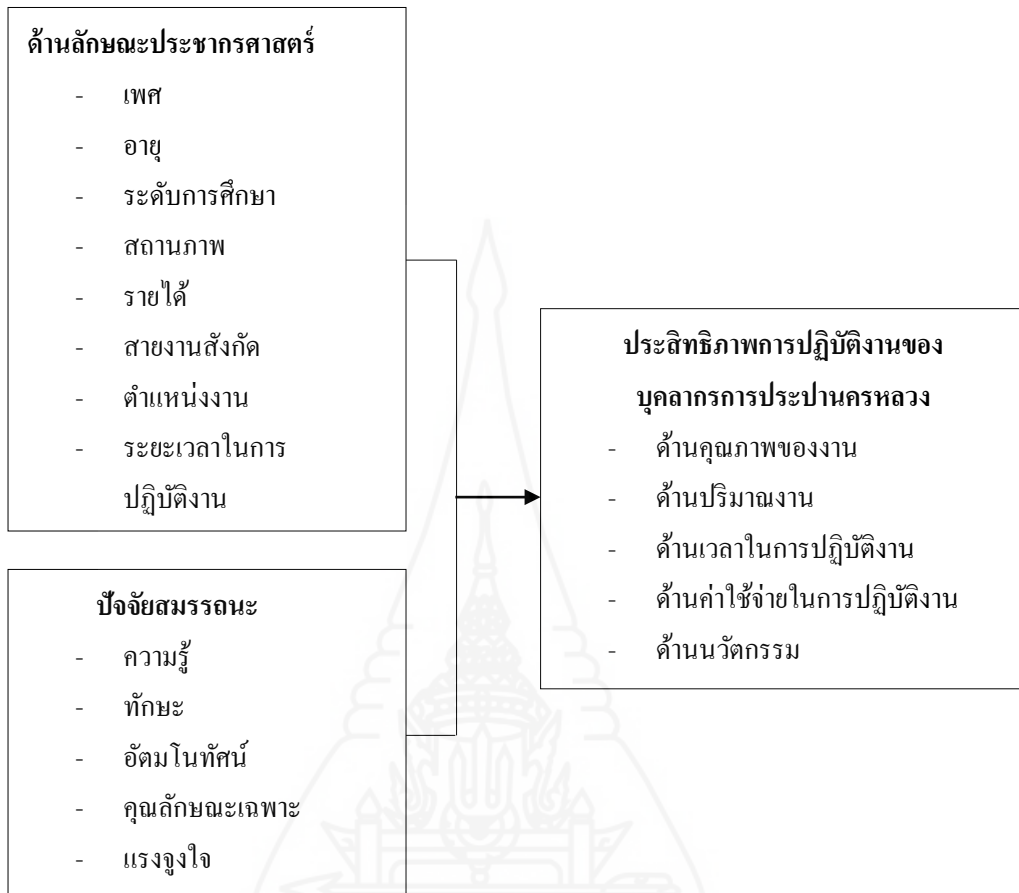 ด้านลักษณะประชากรศาสตร์
- เพศ
- อายุ
- ระดับการศึกษา
- สถานภาพ
- รายได้
- สายงานสังกัด
- ตำแหน่งงาน
- ระยะเวลาในการ
ปฏิบัติงาน
ปัจจัยสมรรถนะ
- ความรู้
- ทักษะ
- อัตมโนทัศน์
- คุณลักษณะเฉพาะ
- แรงจูงใจ
ประสิทธิภาพการปฏิบัติงานของ
บุคลากรการประปานครหลวง
- ด้านคุณภาพของงาน
- ด้านปริมาณงาน
- ด้านเวลาในการปฏิบัติงาน
- ด้านค่าใช้จ่ายในการปฏิบัติงาน
- ด้านนวัตกรรม